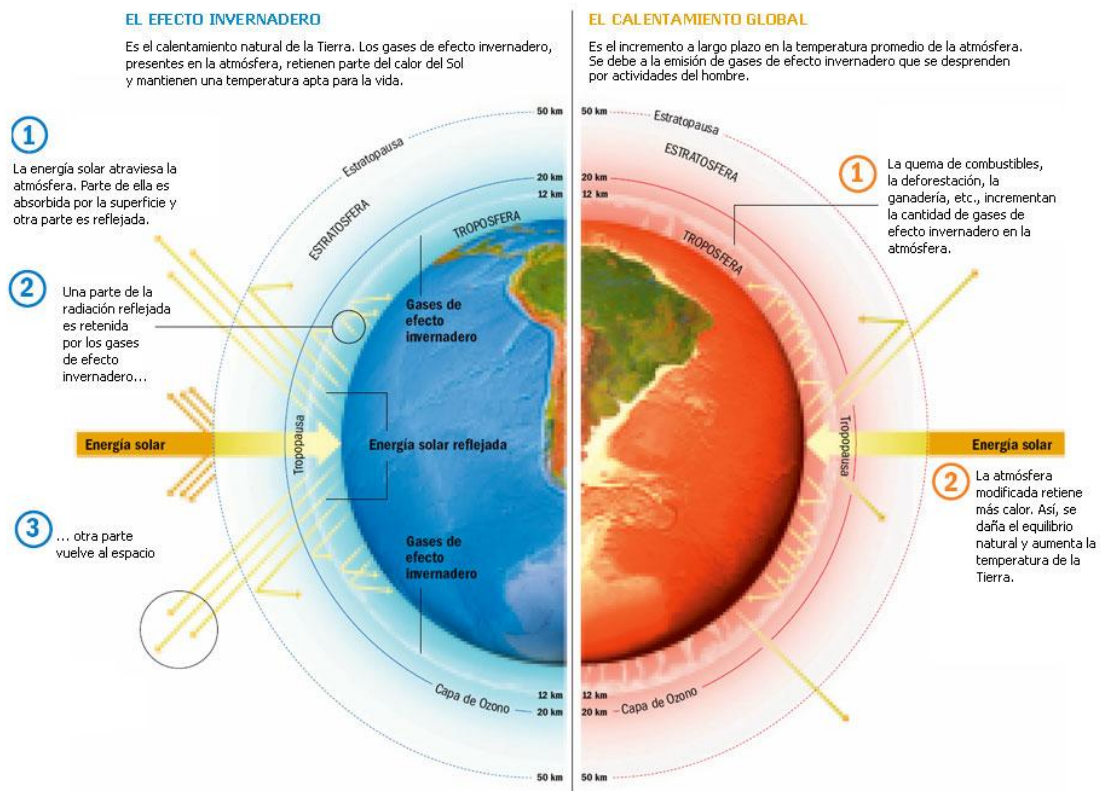 EL EFECTO INVERNADERO
Es el calentamiento natural de la Tierra. Los gases de efecto invernadero,
presentes en la atmósfera, retienen parte del calor del Sol
y mantienen una temperatura apta para la vida.
1
La energía solar atraviesa la
atmósfera. Parte de ella es
absorbida por la superficie y
otra parte es reflejada.
2
Una parte de la
radiación reflejada
es retenida
por los gases
de efecto
invernadero...
Energía solar
3
... otra parte
vuelve al espacio
50 km
Estratopausa
ESTRATOSFERA
20 km
12 km
TROPOSFERA
Gases de
efecto
invernadero
Tropopausa
Energía solar reflejada
Gases de
efecto
invernadero
Capa de Ozono
12 km
20 km
50 km
EL CALENTAMIENTO GLOBAL
Es el incremento a largo plazo en la temperatura promedio de la atmósfera.
Se debe a la emisión de gases de efecto invernadero que se desprenden
por actividades del hombre.
50 km
Estratopausa
ESTRATOSFERA
20 km
12 km
TROPOSFERA
1
La quema de combustibles,
la deforestación, la
ganadería, etc., incrementan
la cantidad de gases de
efecto invernadero en la
atmósfera.
Tropopausa
Energía solar
2
La atmósfera
modificada retiene
más calor. Así, se
daña el equilibrio
natural y aumenta la
temperatura de la
Tierra.
12 km
20 km
Capa de Ozono
50 km